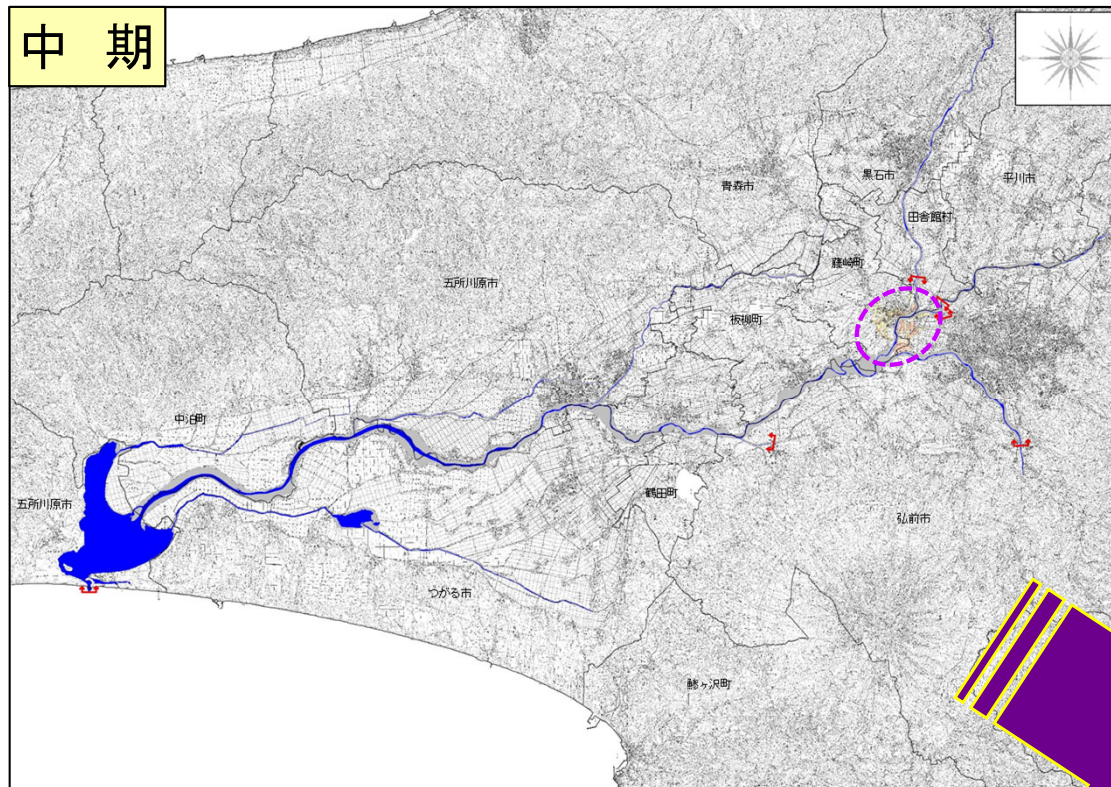 中 期
青森市
黒石市
平川市
田舎館村
藤崎町
五所川原市
板柳町
中泊町
鶴田町
五所川原市
弘前市
つがる市
鰺ヶ沢町